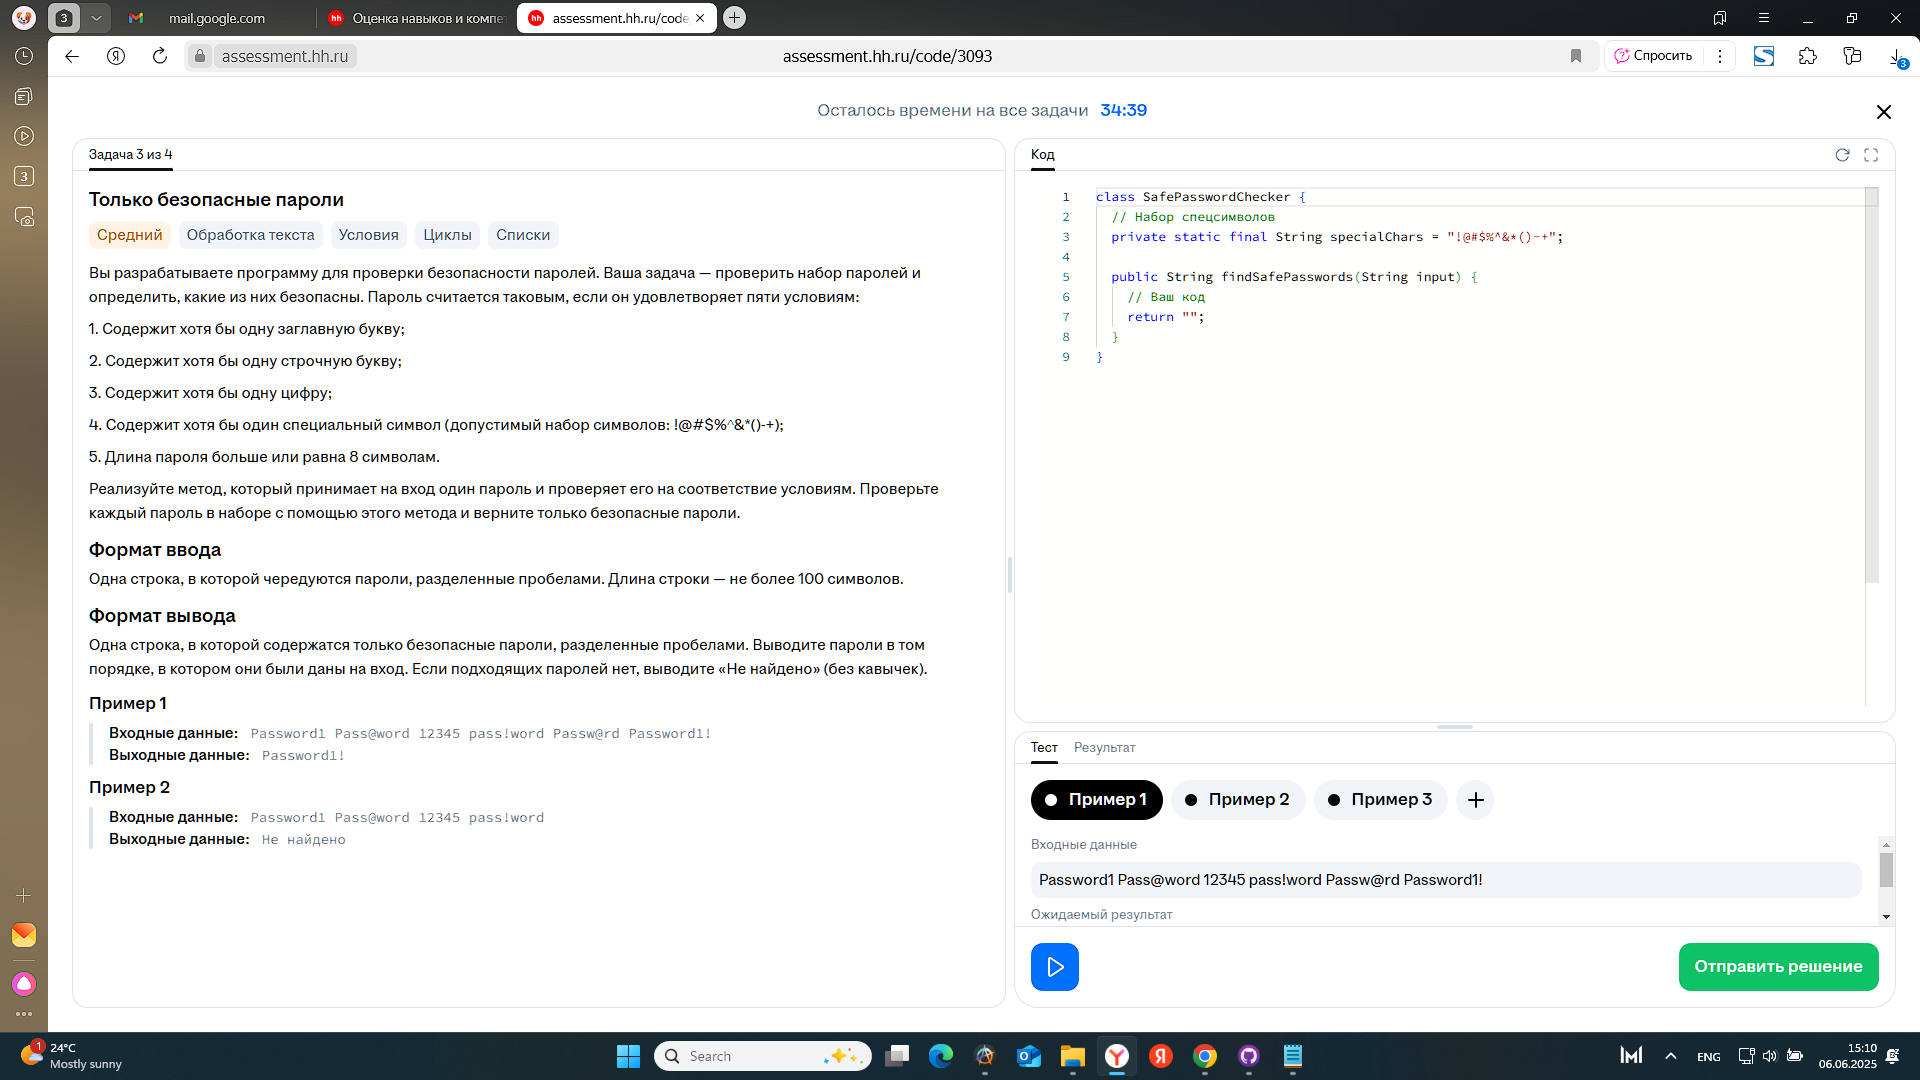 3
mail.google.com
hh Оценка навыков и компет
hh assessment.hh.ru/code
Я
assessment.hh.ru
assessment.hh.ru/code/3093
Спросить
3
3
Осталось времени на все задачи 34:39
Задача 3 из 4
Только безопасные пароли
Средний
Обработка текста
Условия
Циклы
Списки
Вы разрабатываете программу для проверки безопасности паролей. Ваша задача — проверить набор паролей и
определить, какие из них безопасны. Пароль считается таковым, если он удовлетворяет пяти условиям:
1. Содержит хотя бы одну заглавную букву;
2. Содержит хотя бы одну строчную букву;
3. Содержит хотя бы одну цифру;
4. Содержит хотя бы один специальный символ (допустимый набор символов: !@#$%^&*()-+);
5. Длина пароля больше или равна 8 символам.
Реализуйте метод, который принимает на вход один пароль и проверяет его на соответствие условиям. Проверьте
каждый пароль в наборе с помощью этого метода и верните только безопасные пароли.
Формат ввода
Одна строка, в которой чередуются пароли, разделенные пробелами. Длина строки — не более 100 символов.
Формат вывода
Одна строка, в которой содержатся только безопасные пароли, разделенные пробелами. Выводите пароли в том
порядке, в котором они были даны на вход. Если подходящих паролей нет, выводите «Не найдено» (без кавычек).
Пример 1
Входные данные: Password1 Pass@word 12345 pass!word Passw@rd Password1!
Выходные данные: Password1!
Пример 2
Входные данные: Password1 Pass@word 12345 pass!word
Выходные данные: Не найдено
Код
1 class SafePasswordChecker {
2 // Набор спецсимволов
3 private static final String specialChars = "!@#$%^&*()-+";
4
5 public String findSafePasswords(String input) {
6 // Ваш код
7 return "";
8 }
9 }
Тест
Результат
Пример 1
Пример 2
Пример 3
Входные данные
Password1 Pass@word 12345 pass!word Passw@rd Password1!
Ожидаемый результат
Отправить решение
1
24°C
Mostly sunny
Search
Y
Я
ENG
15:10
06.06.2025